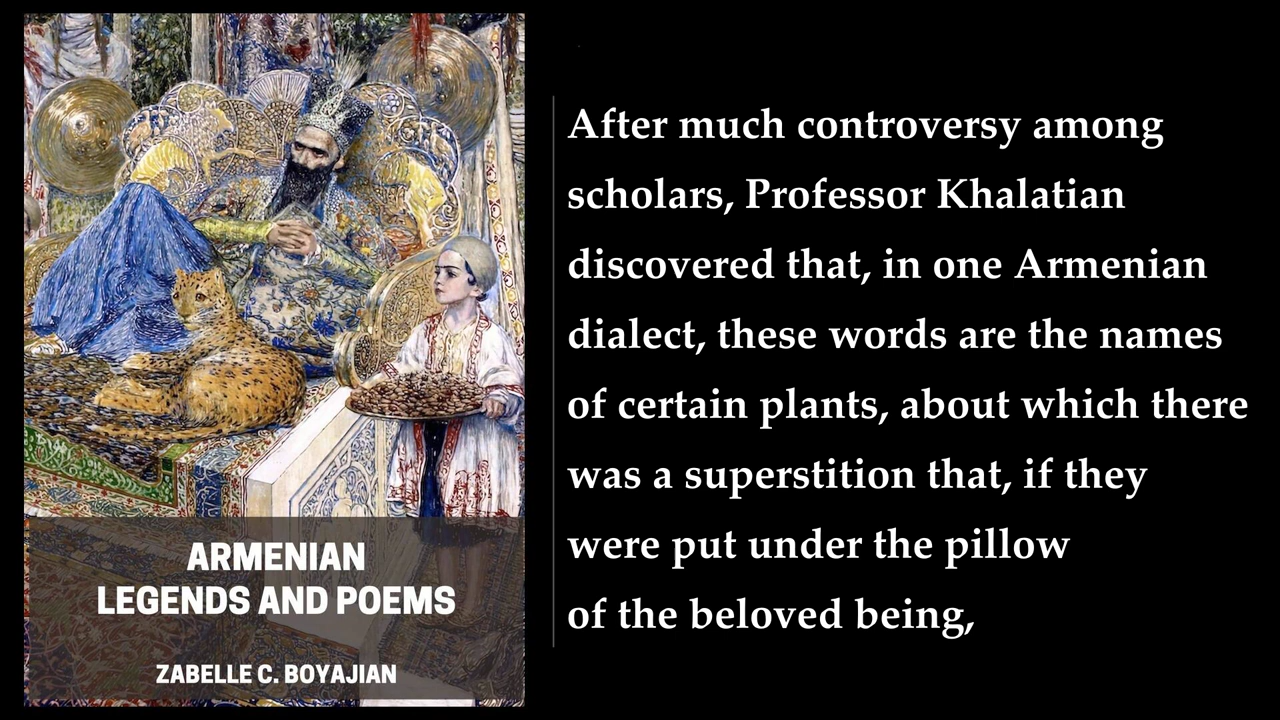 ARMENIAN
LEGENDS AND POEMS
ZABELLE C. BOYAJIAN
After much controversy among
scholars, Professor Khalatian
discovered that, in one Armenian
dialect, these words are the names
of certain plants, about which there
was a superstition that, if they
were put under the pillow
of the beloved being,